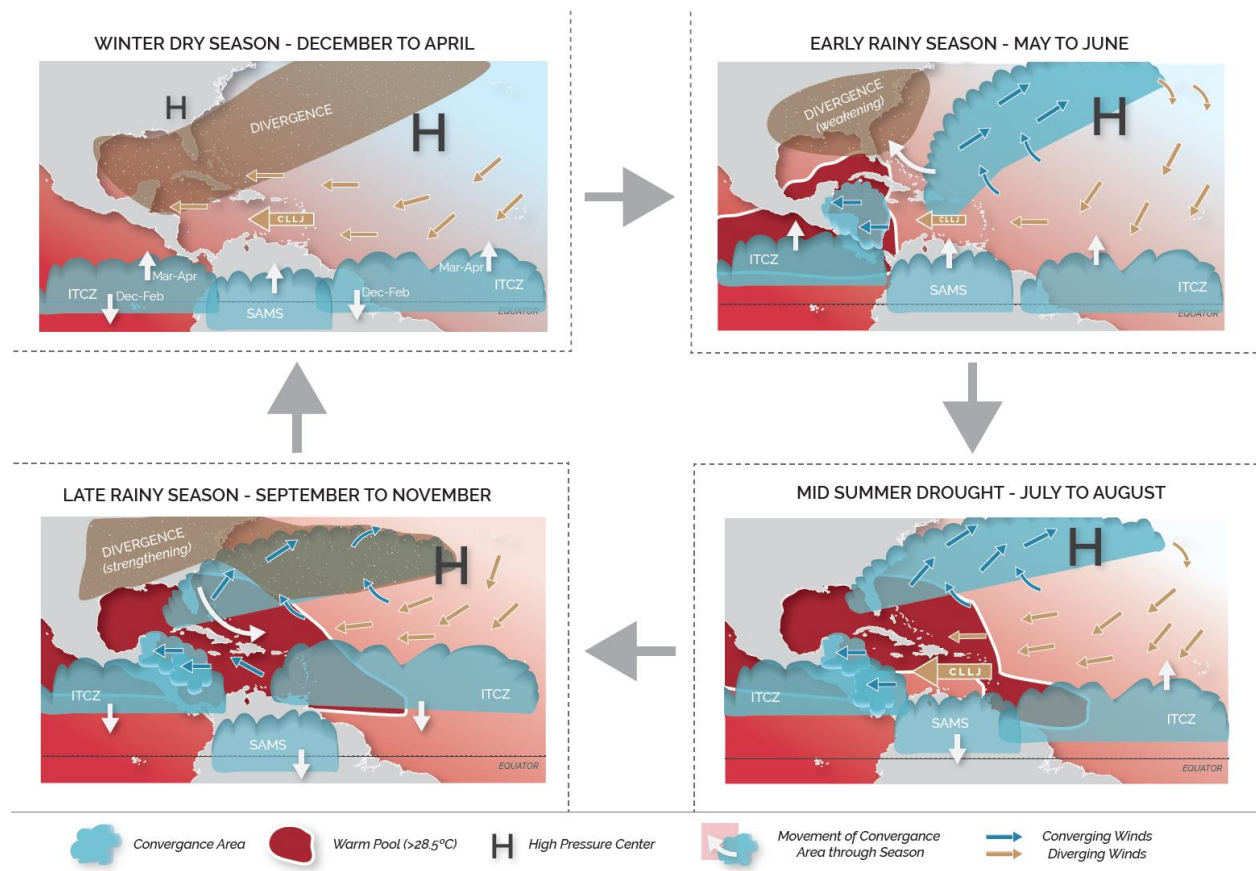 WINTER DRY SEASON - DECEMBER TO APRIL
H
DIVERGENCE
H
CLLJ
Mar-Apr
Mar-Apr
ITCZ
Dec-Feb
Dec-Feb
ITCZ
SAMS
EQUATOR
EARLY RAINY SEASON - MAY TO JUNE
DIVERGENCE
(weakening)
H
CLLJ
ITCZ
SAMS
ITCZ
EQUATOR
LATE RAINY SEASON - SEPTEMBER TO NOVEMBER
DIVERGENCE
(strengthening)
H
ITCZ
ITCZ
SAMS
EQUATOR
MID SUMMER DROUGHT - JULY TO AUGUST
H
CLLJ
ITCZ
SAMS
ITCZ
EQUATOR
Convergance Area
Warm Pool (>28.5ºC)
H
High Pressure Center
Movement of Convergance
Area through Season
Converging Winds
Diverging Winds